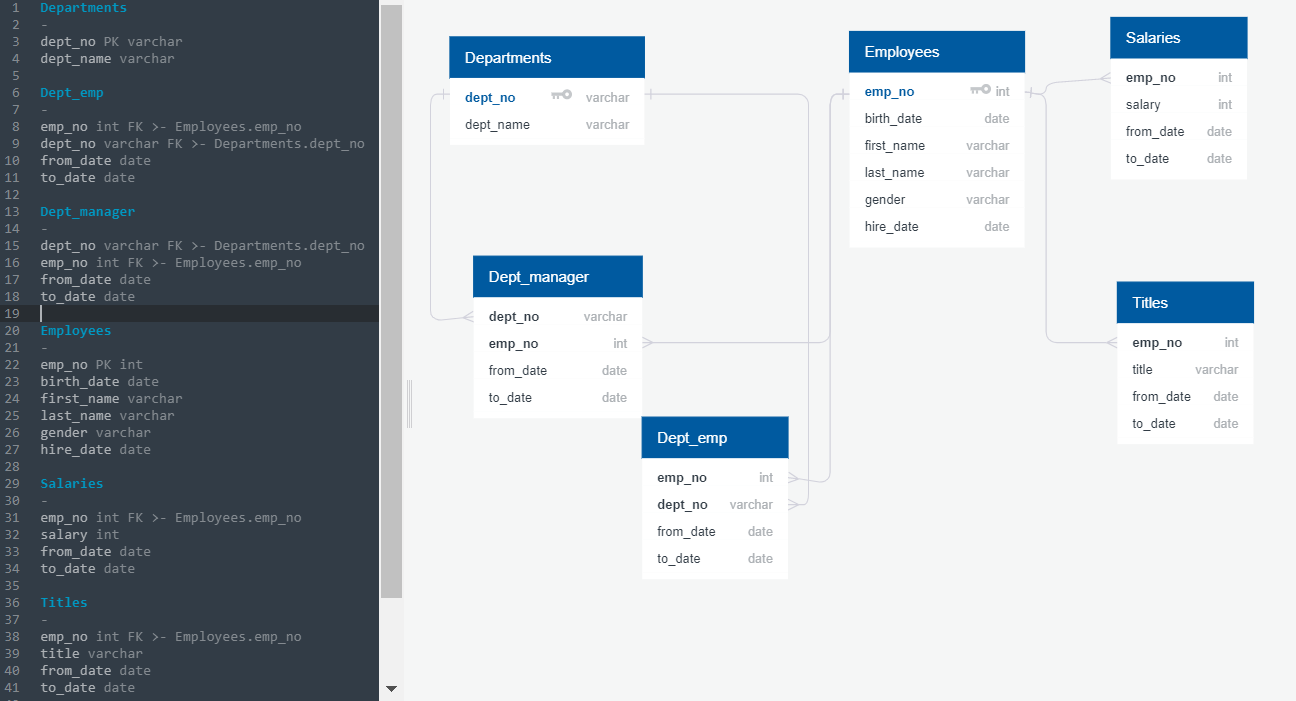 1 Departments
2 -
3 dept_no PK varchar
4 dept_name varchar
5
6 Dept_emp
7 -
8 emp_no int FK >- Employees.emp_no
9 dept_no varchar FK >- Departments.dept_no
10 from_date date
11 to_date date
12
13 Dept_manager
14 -
15 dept_no varchar FK >- Departments.dept_no
16 emp_no int FK >- Employees.emp_no
17 from_date date
18 to_date date
19
20 Employees
21 -
22 emp_no PK int
23 birth_date date
24 first_name varchar
25 last_name varchar
26 gender varchar
27 hire_date date
28
29 Salaries
30 -
31 emp_no int FK >- Employees.emp_no
32 salary int
33 from_date date
34 to_date date
35
36 Titles
37 -
38 emp_no int FK >- Employees.emp_no
39 title varchar
40 from_date date
41 to_date date
Departments
dept_no varchar
dept_name varchar
Dept_manager
dept_no varchar
emp_no int
from_date date
to_date date
Dept_emp
emp_no int
dept_no varchar
from_date date
to_date date
Employees
emp_no int
birth_date date
first_name varchar
last_name varchar
gender varchar
hire_date date
Salaries
emp_no int
salary int
from_date date
to_date date
Titles
emp_no int
title varchar
from_date date
to_date date